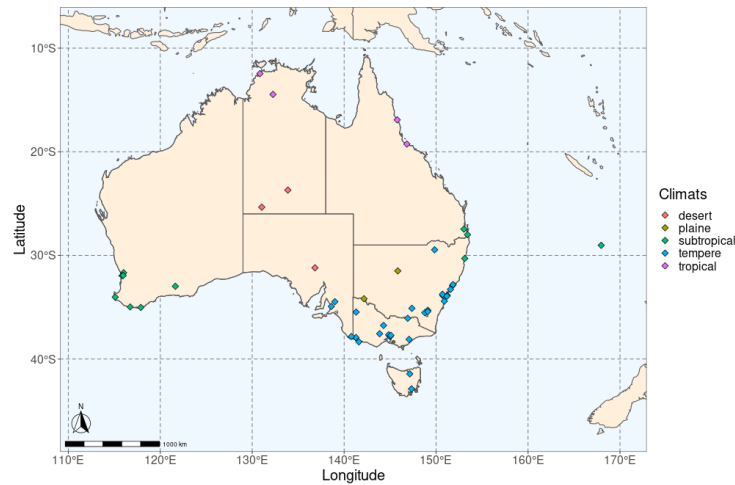 10°S
20°S
30°S
40°S
Latitude
N
1000 km
110°E
120°E
130°E
140°E
150°E
160°E
170°E
Longitude
Climats
desert
plaine
subtropical
tempere
tropical